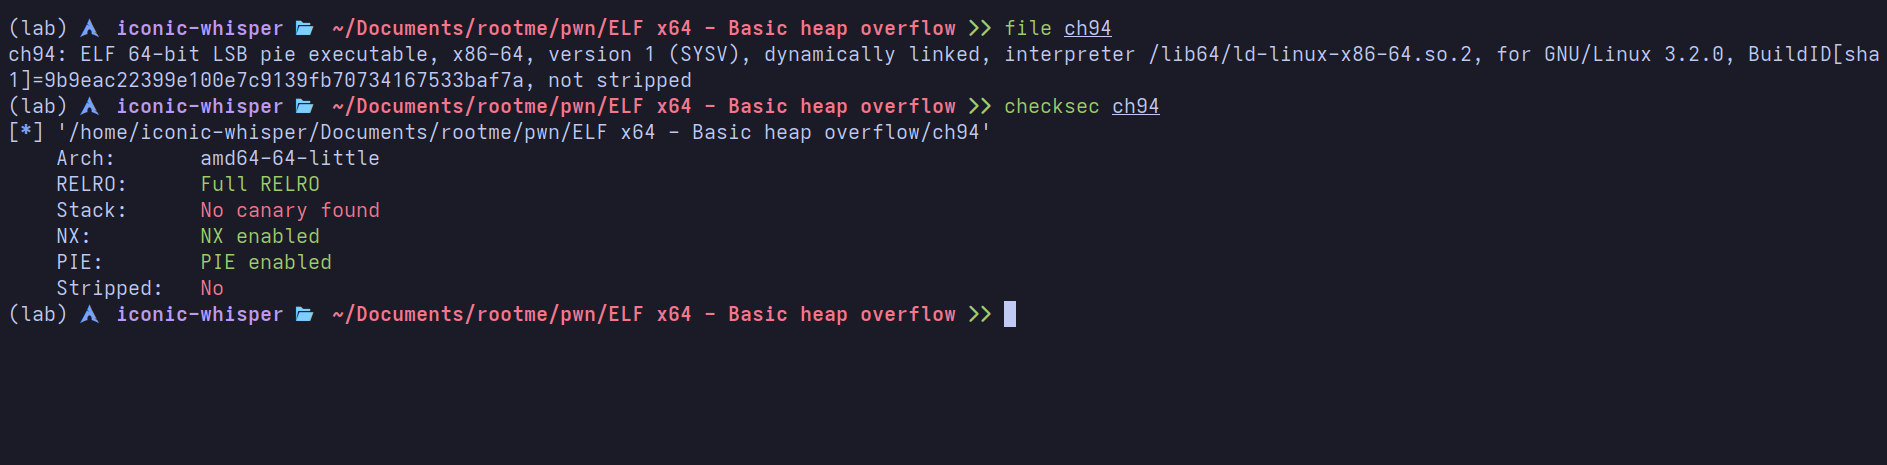 (lab) iconic-whisper ~/Documents/rootme/pwn/ELF x64 - Basic heap overflow >> file ch94
ch94: ELF 64-bit LSB pie executable, x86-64, version 1 (SYSV), dynamically linked, interpreter /lib64/ld-linux-x86-64.so.2, for GNU/Linux 3.2.0, BuildID[sha
1]=9b9eac22399e100e7c9139fb70734167533baf7a, not stripped
(lab) iconic-whisper ~/Documents/rootme/pwn/ELF x64 - Basic heap overflow >> checksec ch94
[*] '/home/iconic-whisper/Documents/rootme/pwn/ELF x64 - Basic heap overflow/ch94'
    Arch:       amd64-64-little
    RELRO:      Full RELRO
    Stack:      No canary found
    NX:         NX enabled
    PIE:        PIE enabled
    Stripped:   No
(lab) iconic-whisper ~/Documents/rootme/pwn/ELF x64 - Basic heap overflow >>